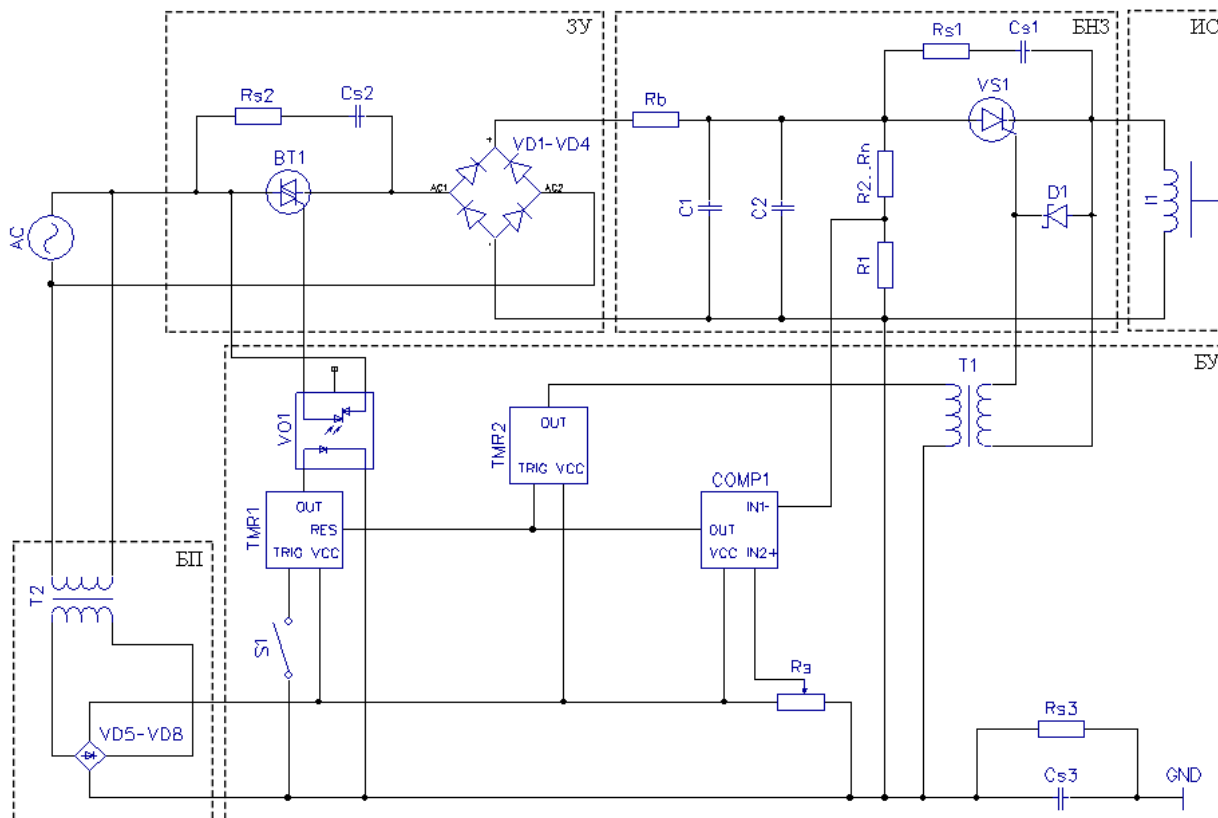 ЗУ
БНЗ
ИС
Rs2
Cs2
BT1
VD1-VD4
+
AC1
AC2
-
AC
Rb
C1
C2
Rs1
Cs1
VS1
R2..Rn
R1
D1
I1
БУ
T1
VO1
OUT
TRIG VCC
TMR2
OUT
RES
TRIG VCC
TMR1
COMP1
IN1-
OUT
VCC IN2+
БП
T2
S1
Rз
VD5-VD8
Rs3
Cs3
GND